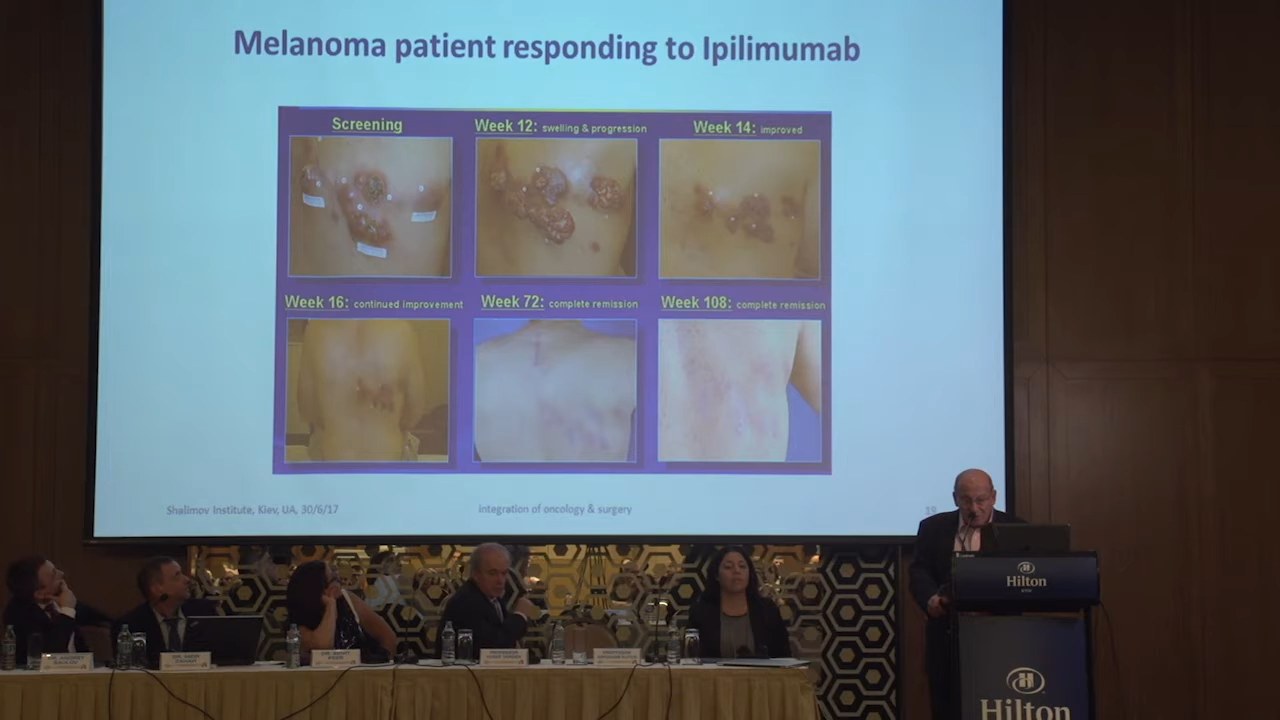 Melanoma patient responding to Ipilimumab
Screening
Week 12: swelling & progression
Week 14: improved
Week 16: continued improvement
Week 72: complete remission
Week 108: complete remission
Shalimov Institute, Kiev, UA, 30/6/17
integration of oncology & surgery
19
Hilton
Hilton